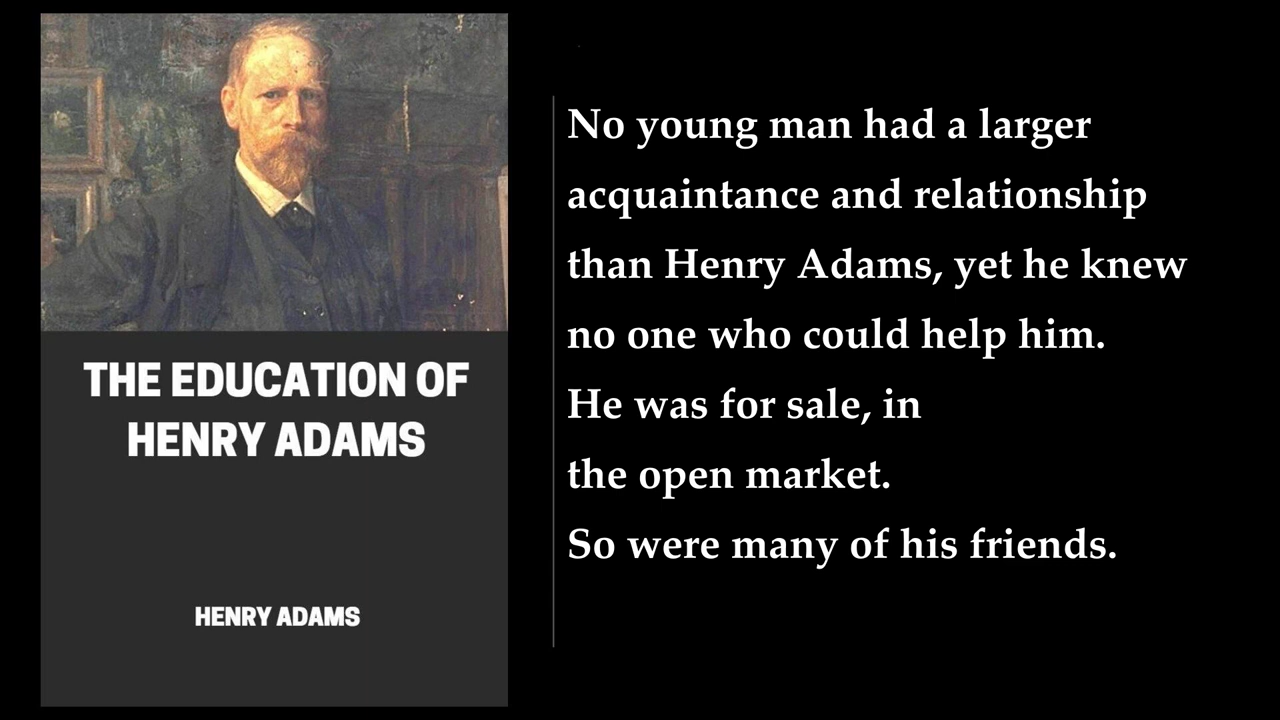 THE EDUCATION OF
HENRY ADAMS
HENRY ADAMS
No young man had a larger
acquaintance and relationship
than Henry Adams, yet he knew
no one who could help him.
He was for sale, in
the open market.
So were many of his friends.